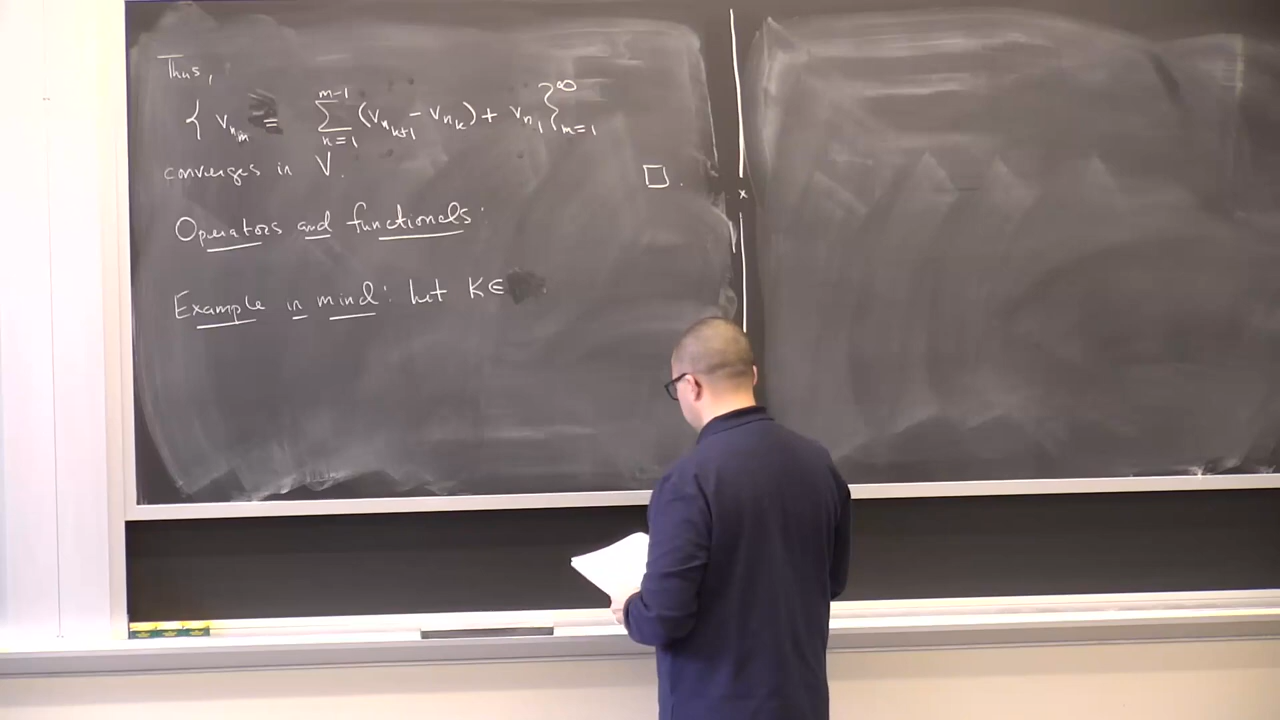 Thus,
{ v_{n_m} = ∑_{n=1}^{m-1} (v_{n_{k+1}} - v_{n_k}) + v_{n_1} }_{m=1}^∞
converges in V. □.
Operators and functionals:
Example in mind: Let K ∈
x